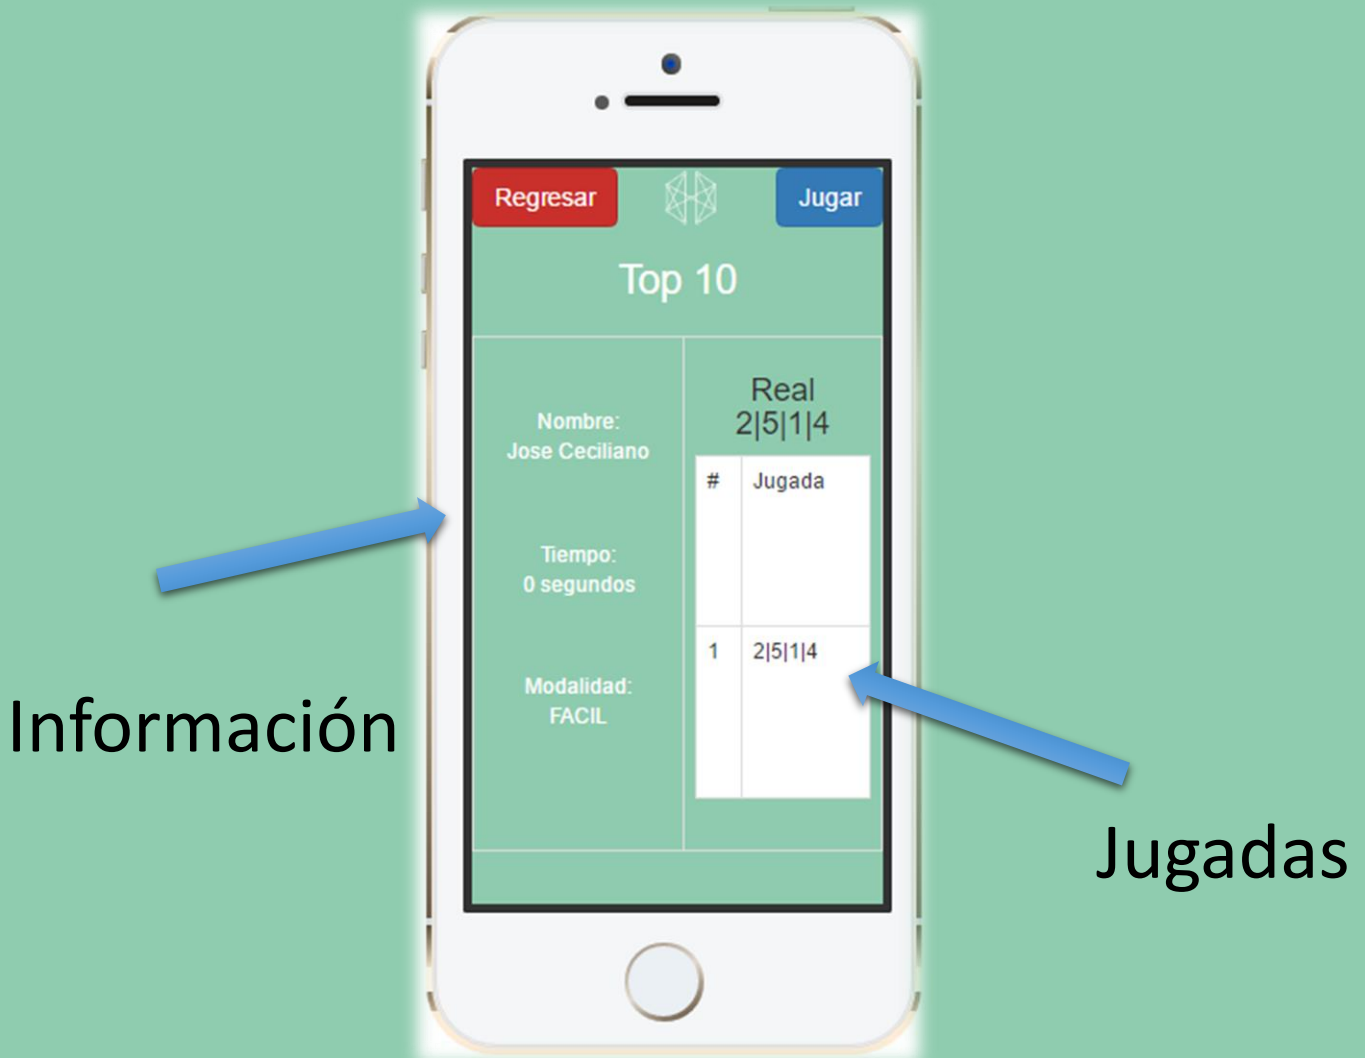 Regresar
Jugar
Top 10
Nombre:
Jose Ceciliano
Tiempo:
0 segundos
Modalidad:
FACIL
Real
2|5|1|4
# Jugada
1 2|5|1|4
Información
Jugadas